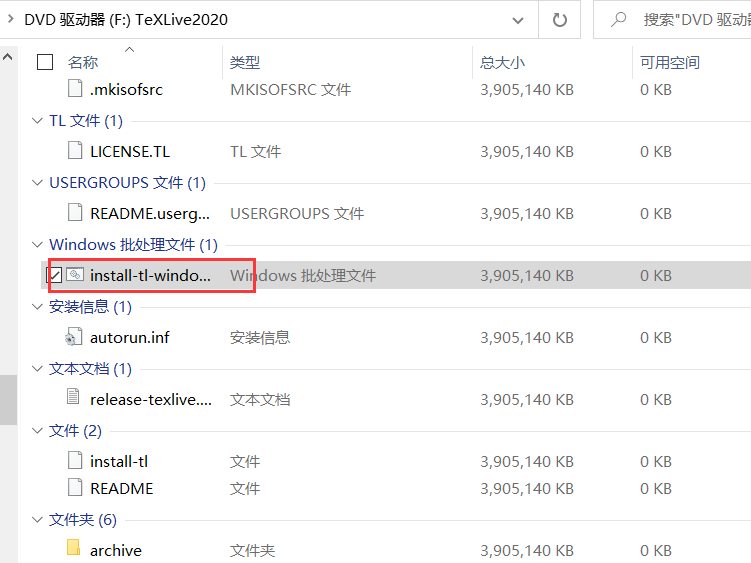 DVD 驱动器 (F:) TeXLive2020 搜索"DVD 驱动器
名称 类型 总大小 可用空间
.mkisofsrc MKISOFSRC 文件 3,905,140 KB 0 KB
TL 文件 (1)
LICENSE.TL TL 文件 3,905,140 KB 0 KB
USERGROUPS 文件 (1)
README.userg... USERGROUPS 文件 3,905,140 KB 0 KB
Windows 批处理文件 (1)
install-tl-windo... Windows 批处理文件 3,905,140 KB 0 KB
安装信息 (1)
autorun.inf 安装信息 3,905,140 KB 0 KB
文本文档 (1)
release-texlive.... 文本文档 3,905,140 KB 0 KB
文件 (2)
install-tl 文件 3,905,140 KB 0 KB
README 文件 3,905,140 KB 0 KB
文件夹 (6)
archive 文件夹 3,905,140 KB 0 KB